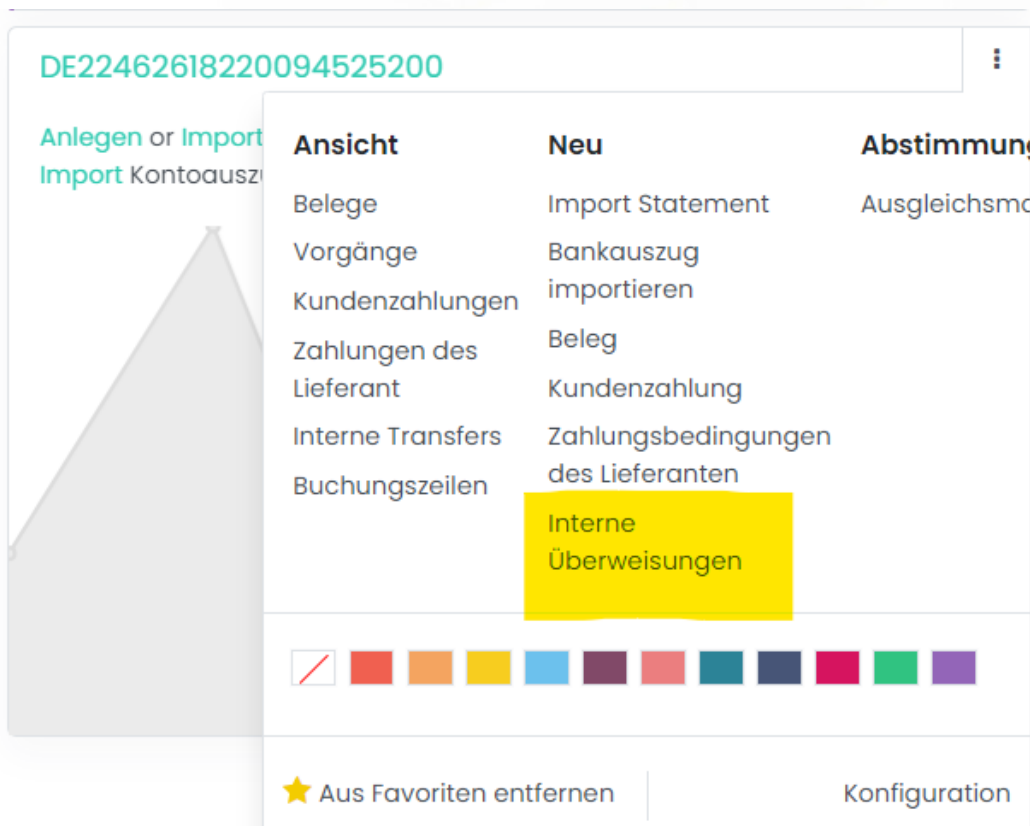 DE22462618220094525200
Anlegen or Import
Import Kontoausz
Ansicht
Belege
Vorgänge
Kundenzahlungen
Zahlungen des
Lieferant
Interne Transfers
Buchungszeilen
Neu
Import Statement
Bankauszug
importieren
Beleg
Kundenzahlung
Zahlungsbedingungen
des Lieferanten
Interne
Überweisungen
Abstimmung
Ausgleichsmo
Aus Favoriten entfernen
Konfiguration